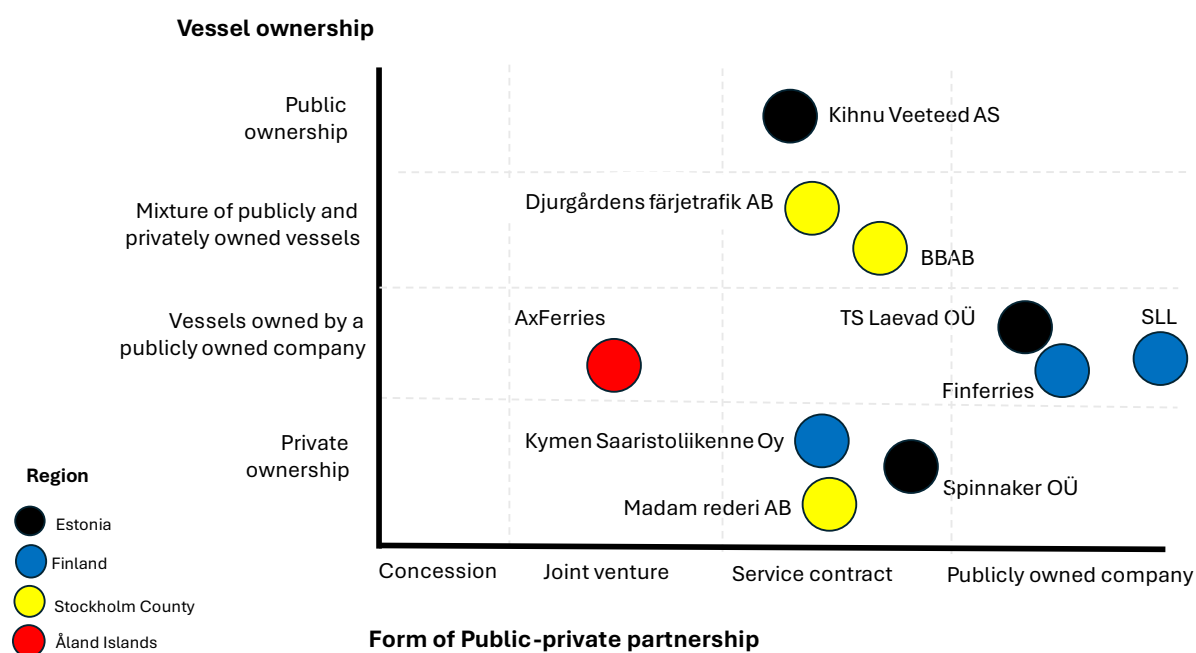 Vessel ownership
Public
ownership
Kihnu Veeteed AS
Mixture of publicly and
privately owned vessels
Djurgårdens färjetrafik AB
BBAB
Vessels owned by a
publicly owned company
AxFerries
TS Laevad OÜ
SLL
Finferries
Private
ownership
Kymen Saaristoliikenne Oy
Spinnaker OÜ
Madam rederi AB
Region
Estonia
Finland
Stockholm County
Åland Islands
Concession
Joint venture
Service contract
Publicly owned company
Form of Public-private partnership